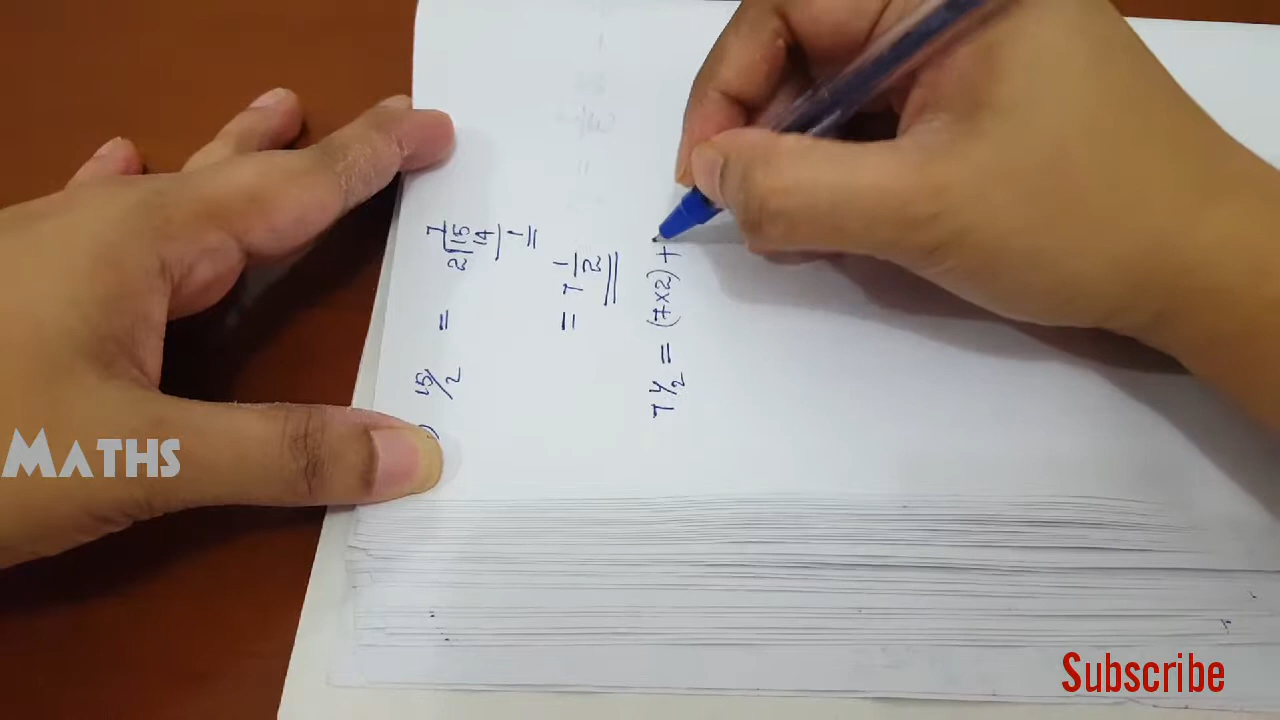 15/2 = 2)15 7
14
1
= 7 1/2
7 1/2 = (7×2) +
MATHS
Subscribe